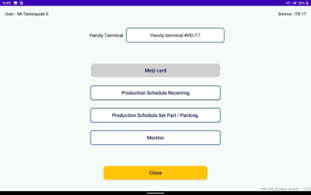 User : Mr.Tanongsak E.
Device - TB-17
Handy Terminal
Handy terminal #HD-17
Meiji card
Production Schedule Receiving
Production Schedule Set Part / Packing
Monitor
Close